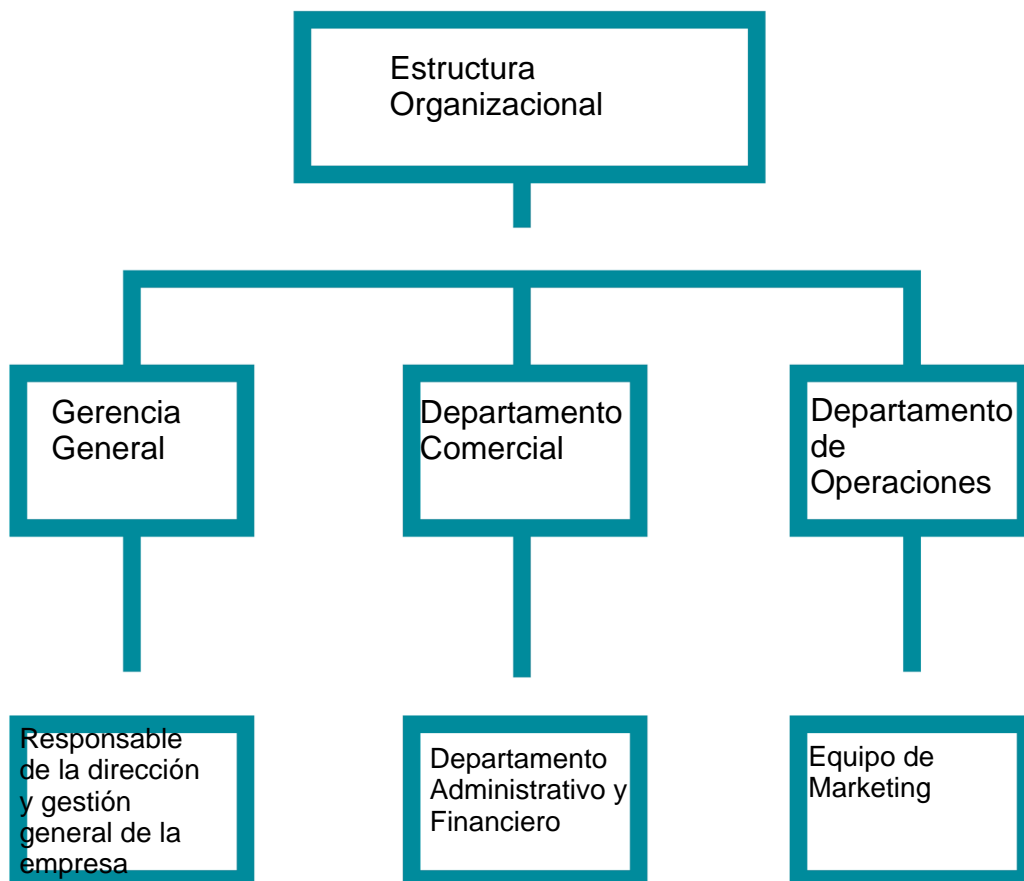 Estructura
Organizacional
Gerencia
General
Departamento
Comercial
Departamento
de
Operaciones
Responsable
de la dirección
y gestión
general de la
empresa
Departamento
Administrativo y
Financiero
Equipo de
Marketing